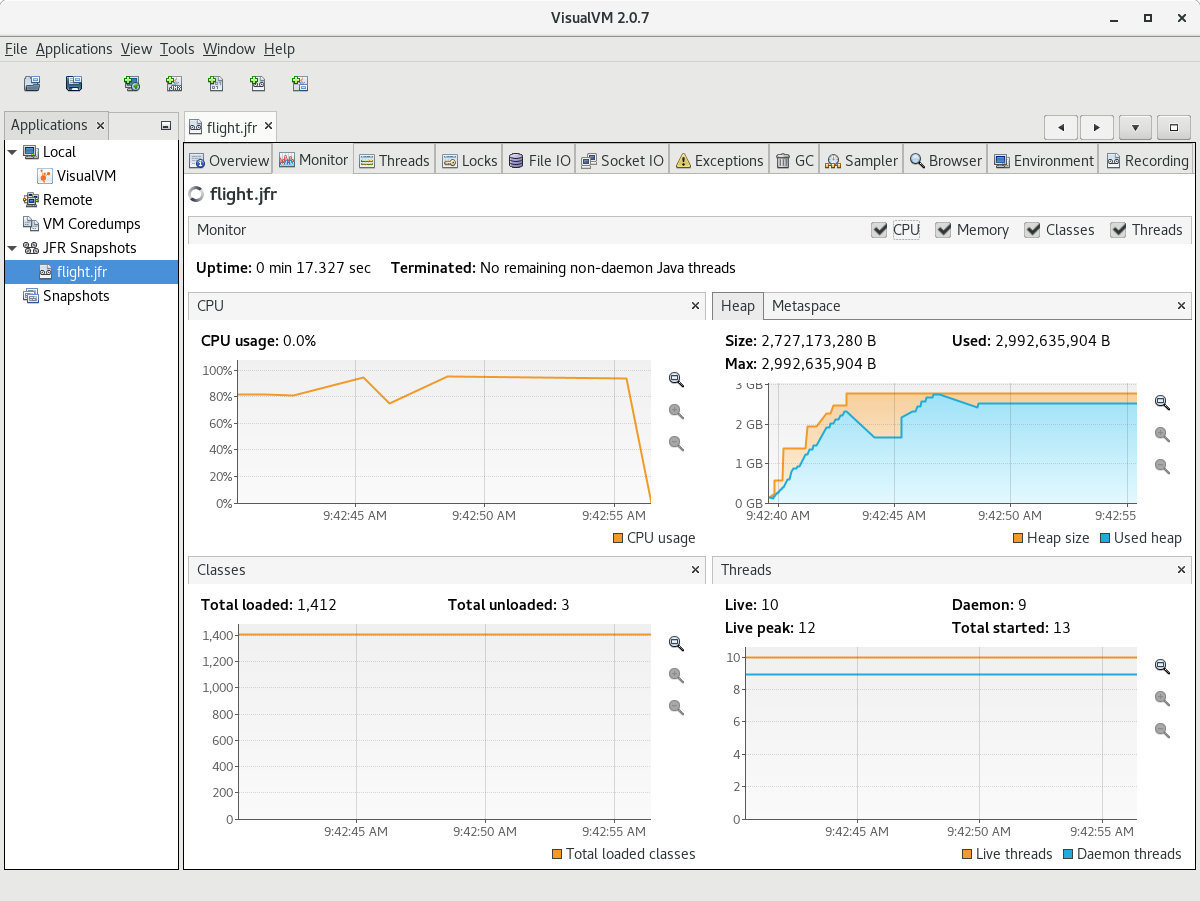 VisualVM 2.0.7
File Applications View Tools Window Help
Applications
flight.jfr
Local
VisualVM
Remote
VM Coredumps
JFR Snapshots
flight.jfr
Snapshots
Overview Monitor Threads Locks File IO Socket IO Exceptions GC Sampler Browser Environment Recording
flight.jfr
Monitor CPU Memory Classes Threads
Uptime: 0 min 17.327 sec Terminated: No remaining non-daemon Java threads
CPU
CPU usage: 0.0%
100%
80%
60%
40%
20%
0%
9:42:45 AM 9:42:50 AM 9:42:55 AM
CPU usage
Heap Metaspace
Size: 2,727,173,280 B Used: 2,992,635,904 B
Max: 2,992,635,904 B
3 GB
2 GB
1 GB
0 GB
9:42:40 AM 9:42:45 AM 9:42:50 AM 9:42:55
Heap size Used heap
Classes
Total loaded: 1,412 Total unloaded: 3
1,400
1,200
1,000
800
600
400
200
0
9:42:45 AM 9:42:50 AM 9:42:55 AM
Total loaded classes
Threads
Live: 10 Daemon: 9
Live peak: 12 Total started: 13
10
8
6
4
2
0
9:42:45 AM 9:42:50 AM 9:42:55 AM
Live threads Daemon threads